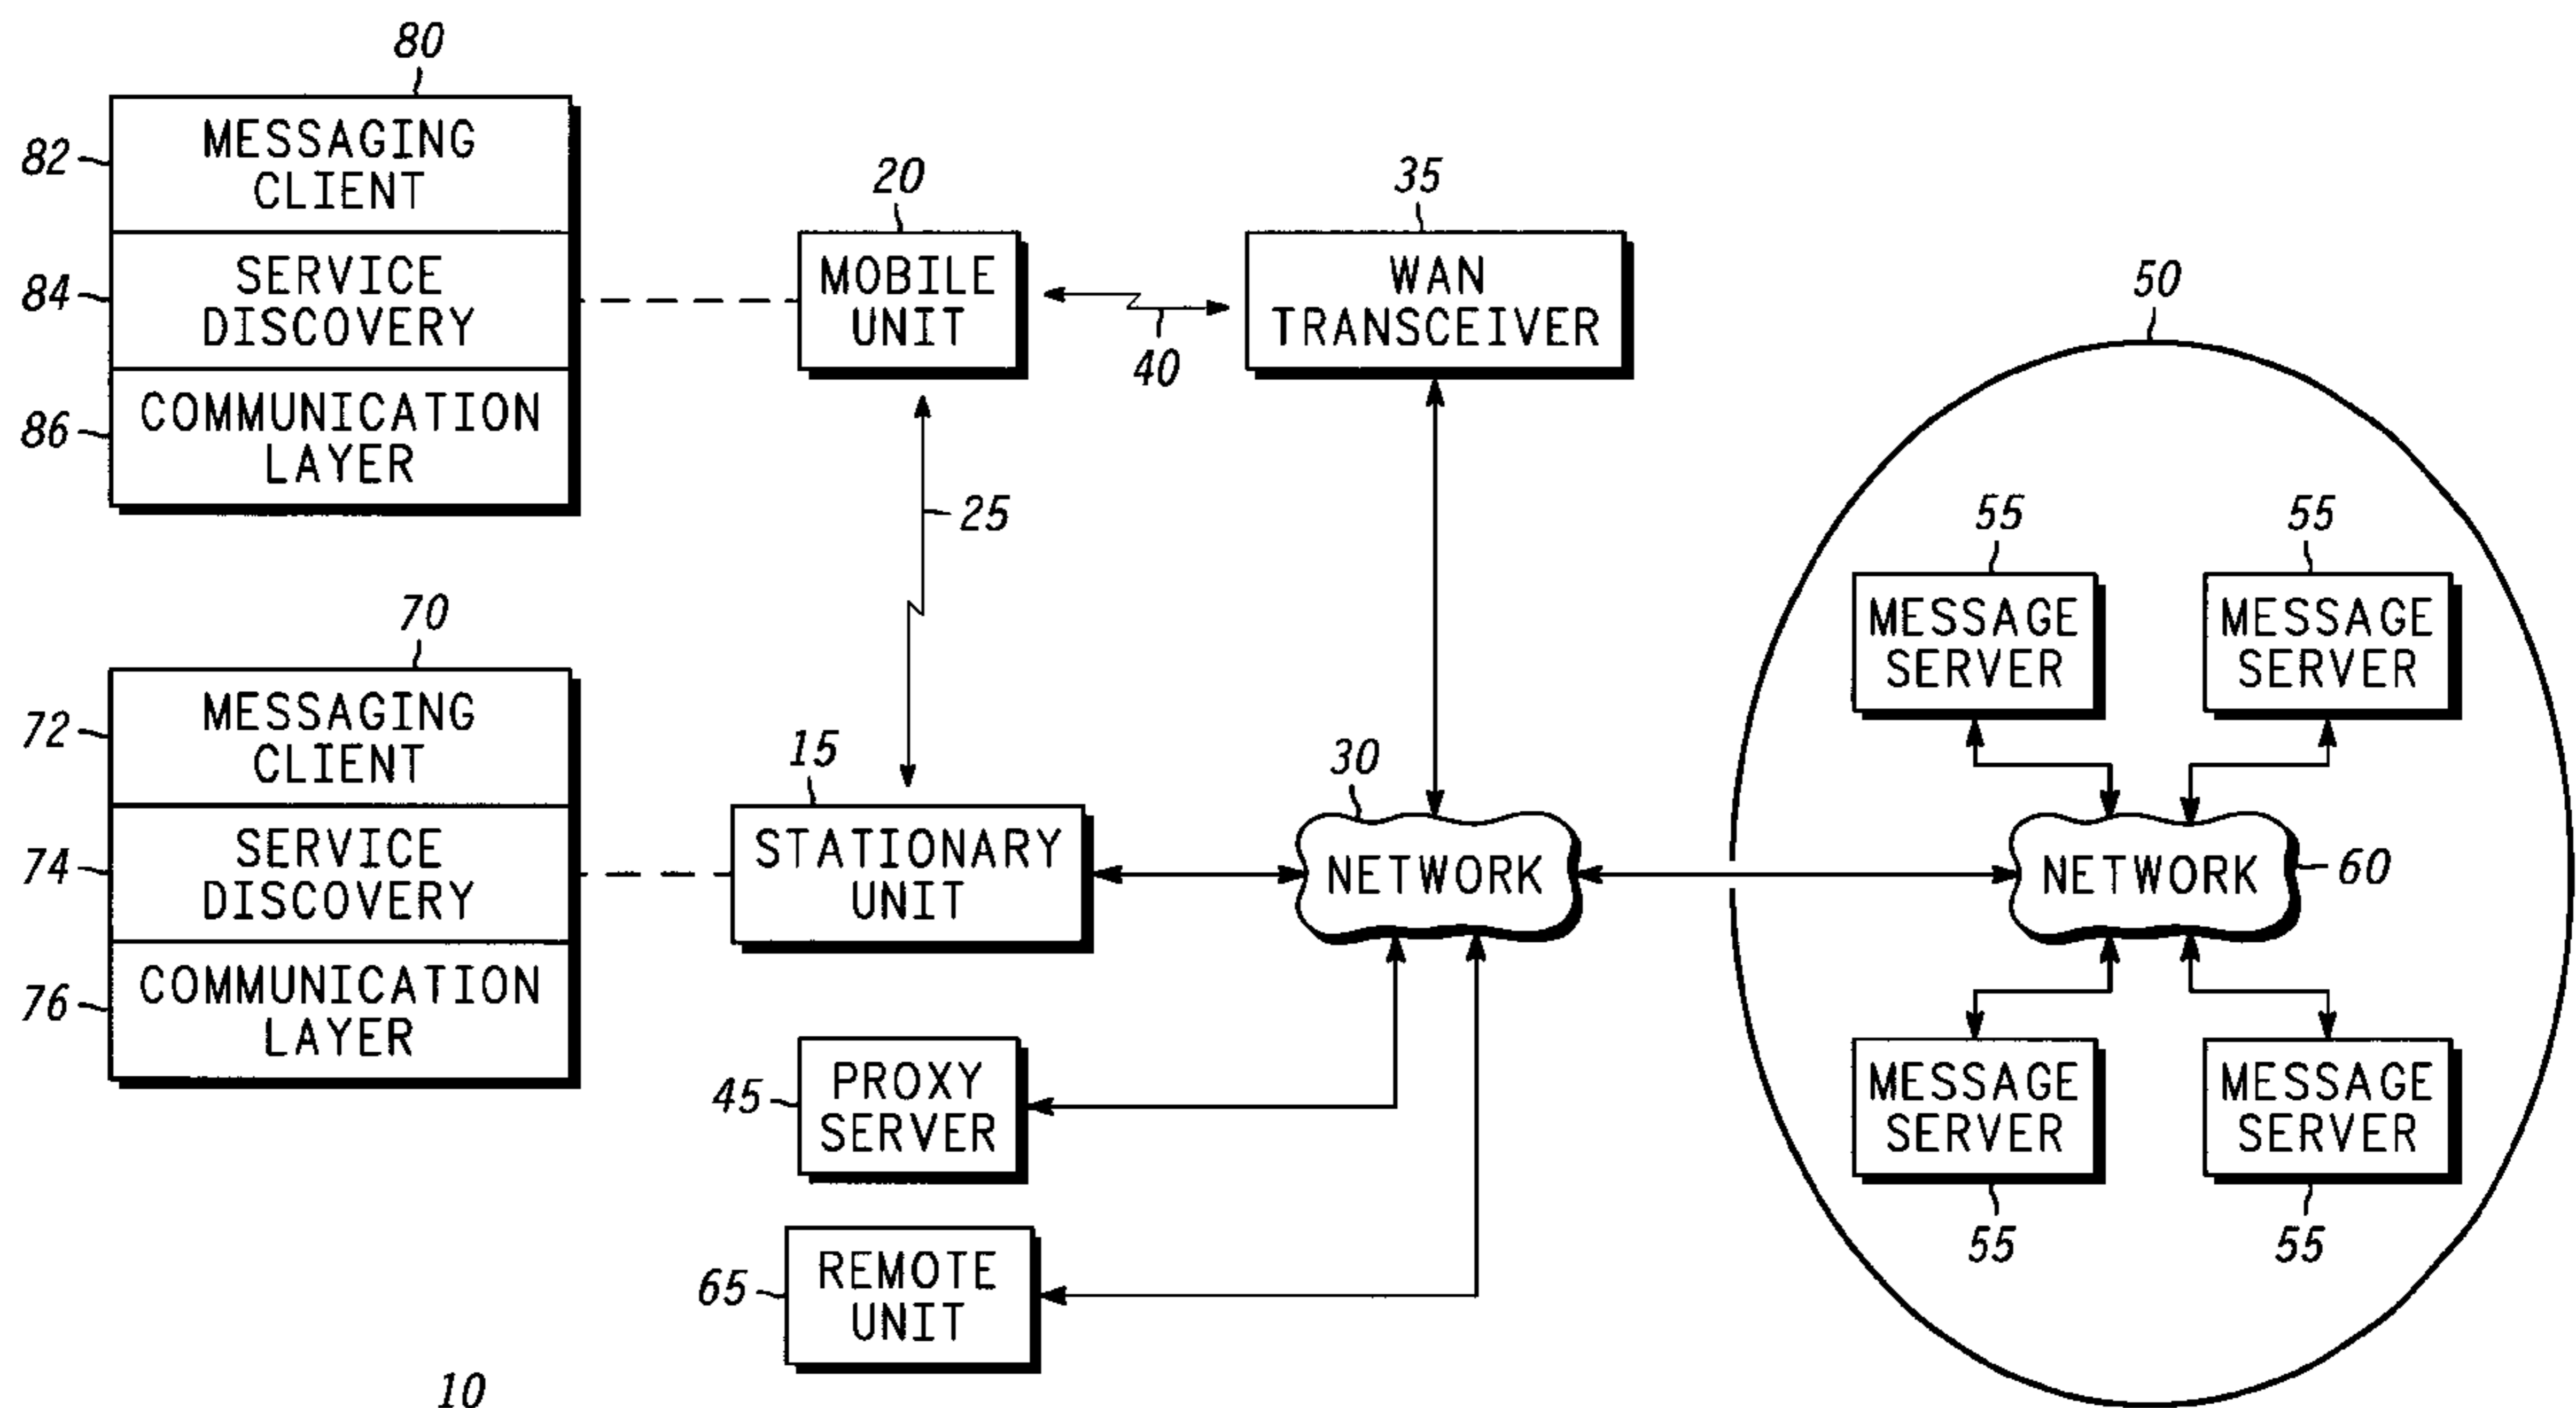 80
82
MESSAGING
CLIENT
84
SERVICE
DISCOVERY
86
COMMUNICATION
LAYER
20
MOBILE
UNIT
40
35
WAN
TRANSCEIVER
25
70
72
MESSAGING
CLIENT
74
SERVICE
DISCOVERY
76
COMMUNICATION
LAYER
15
STATIONARY
UNIT
30
NETWORK
45
PROXY
SERVER
65
REMOTE
UNIT
50
55
MESSAGE
SERVER
55
MESSAGE
SERVER
NETWORK
60
MESSAGE
SERVER
55
MESSAGE
SERVER
55
10